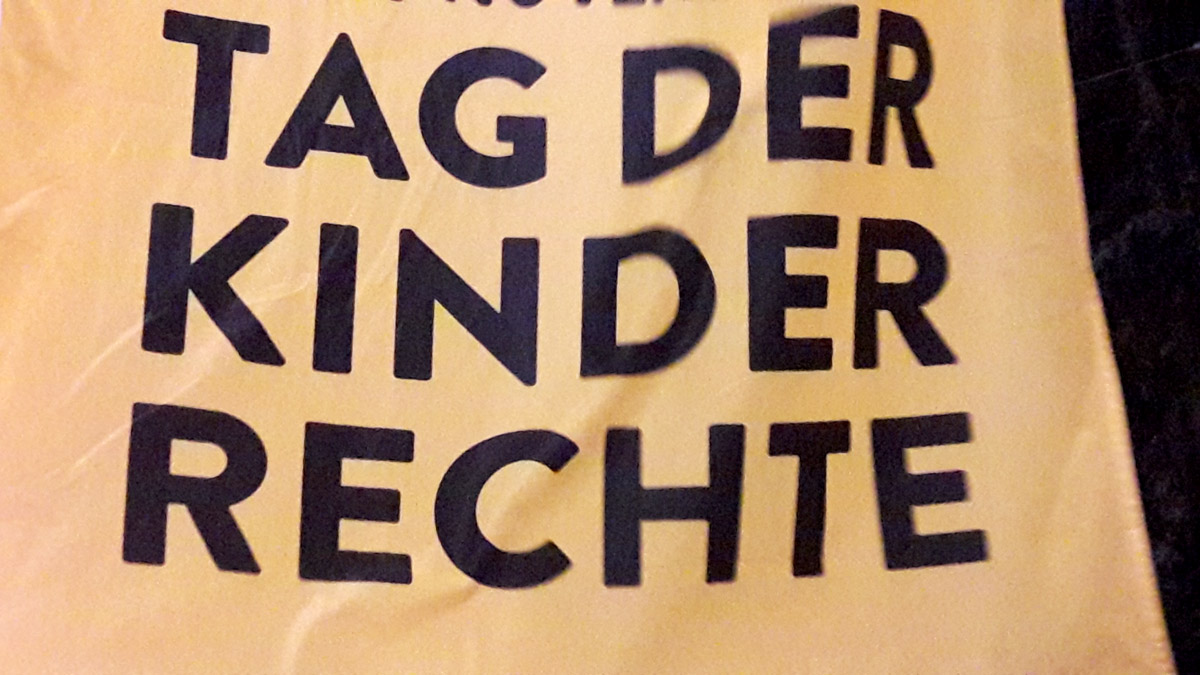 TAG DER
KINDER
RECHTE